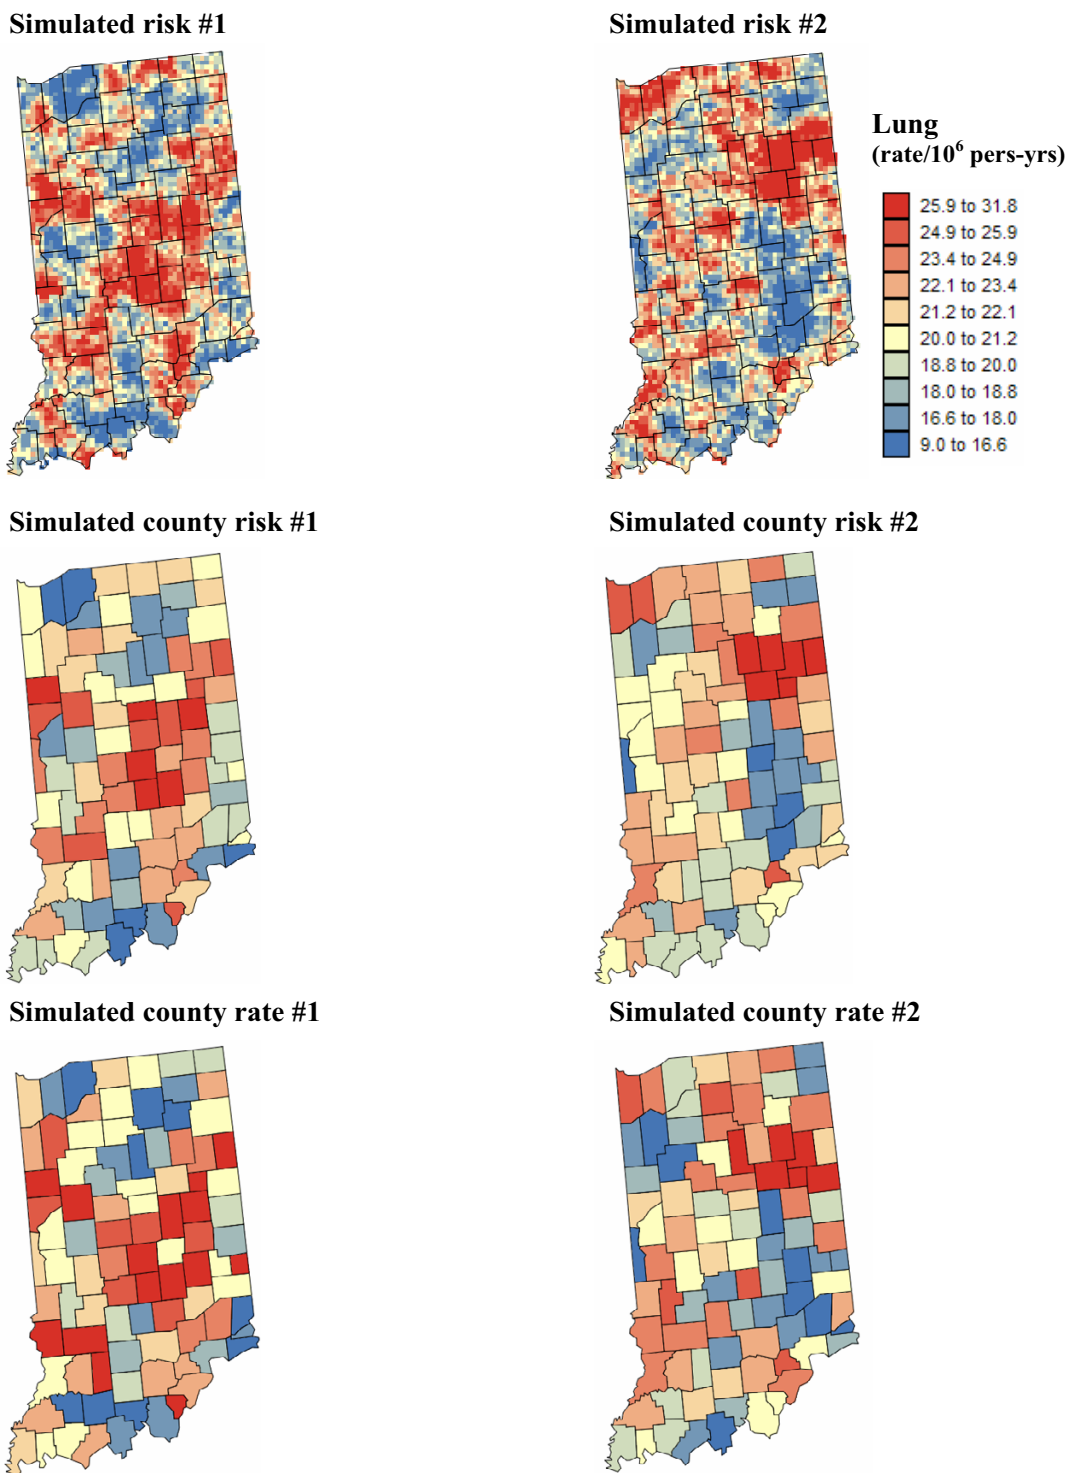 Simulated risk #1
Simulated risk #2
Lung
(rate/10⁶ pers-yrs)
25.9 to 31.8
24.9 to 25.9
23.4 to 24.9
22.1 to 23.4
21.2 to 22.1
20.0 to 21.2
18.8 to 20.0
18.0 to 18.8
16.6 to 18.0
9.0 to 16.6
Simulated county risk #1
Simulated county risk #2
Simulated county rate #1
Simulated county rate #2